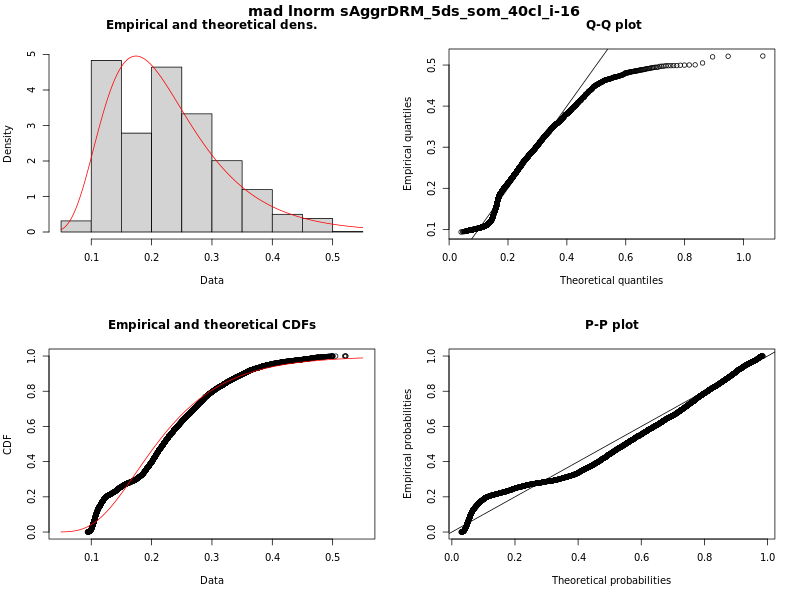 mad lnorm sAggrDRM_5ds_som_40cl_i-16
Empirical and theoretical dens.
Density
0 1 2 3 4 5
0.1 0.2 0.3 0.4 0.5
Data
Q-Q plot
Empirical quantiles
0.1 0.2 0.3 0.4 0.5
0.0 0.2 0.4 0.6 0.8 1.0
Theoretical quantiles
Empirical and theoretical CDFs
CDF
0.0 0.2 0.4 0.6 0.8 1.0
0.1 0.2 0.3 0.4 0.5
Data
P-P plot
Empirical probabilities
0.0 0.2 0.4 0.6 0.8 1.0
0.0 0.2 0.4 0.6 0.8 1.0
Theoretical probabilities